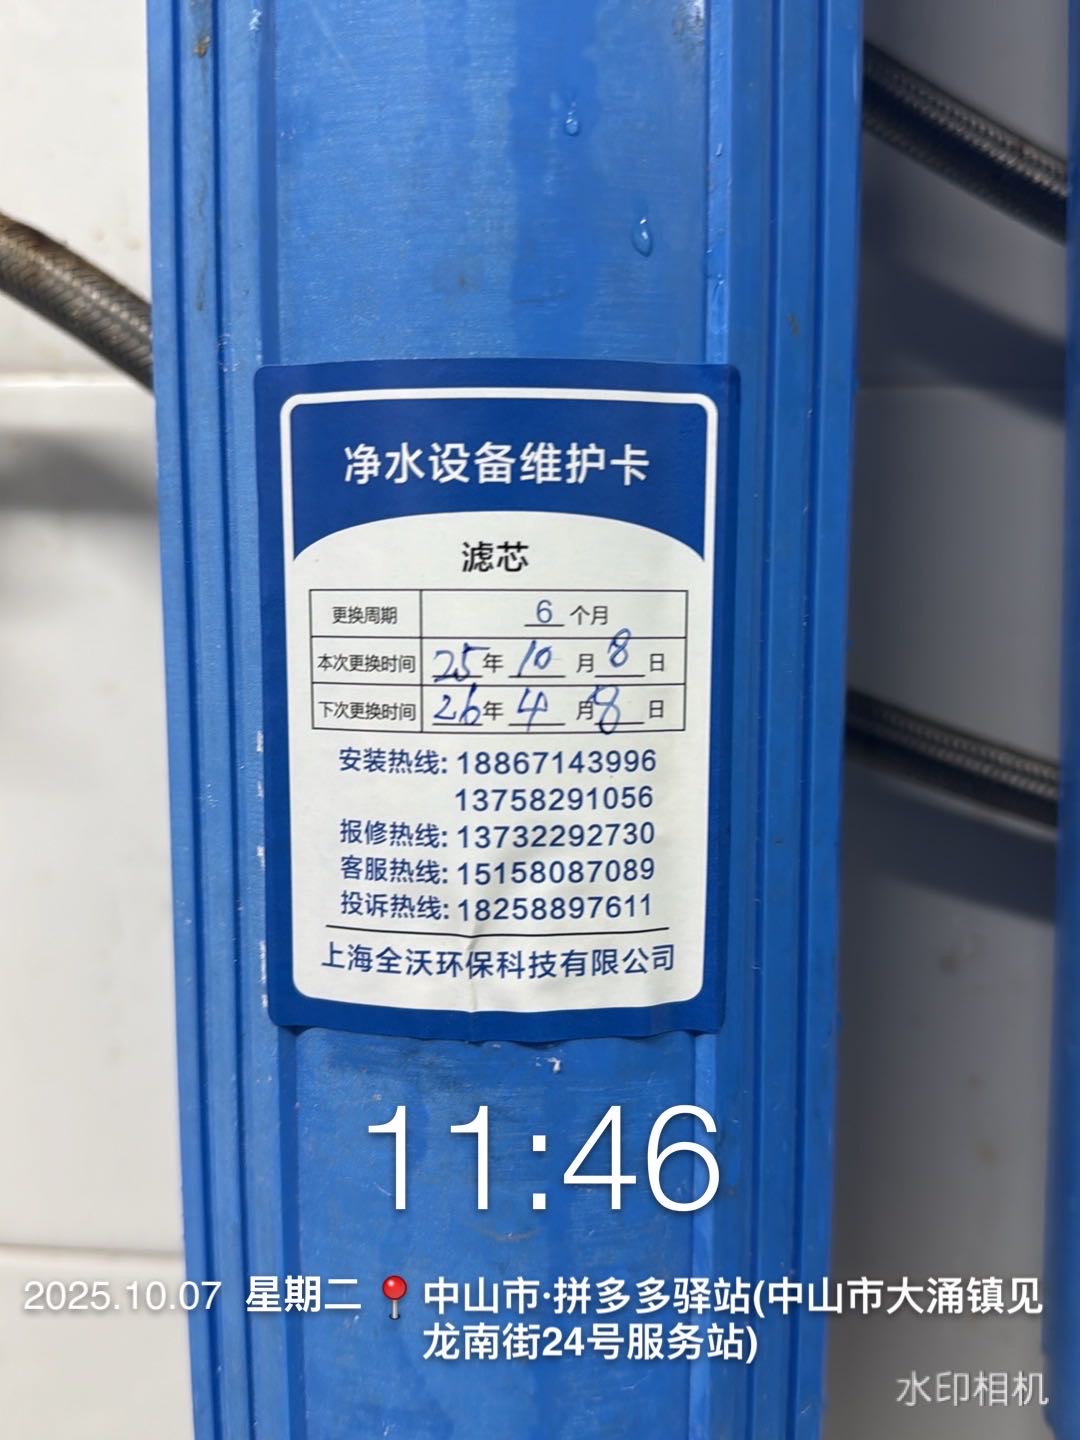 净水设备维护卡
滤芯
更换周期 6 个月
本次更换时间 25 年 10 月 8 日
下次更换时间 26 年 4 月 8 日
安装热线: 18867143996
13758291056
报修热线: 13732292730
客服热线: 15158087089
投诉热线: 18258897611
上海全沃环保科技有限公司
11:46
2025.10.07 星期二 中山市·拼多多驿站(中山市大涌镇见
龙南街24号服务站)
水印相机